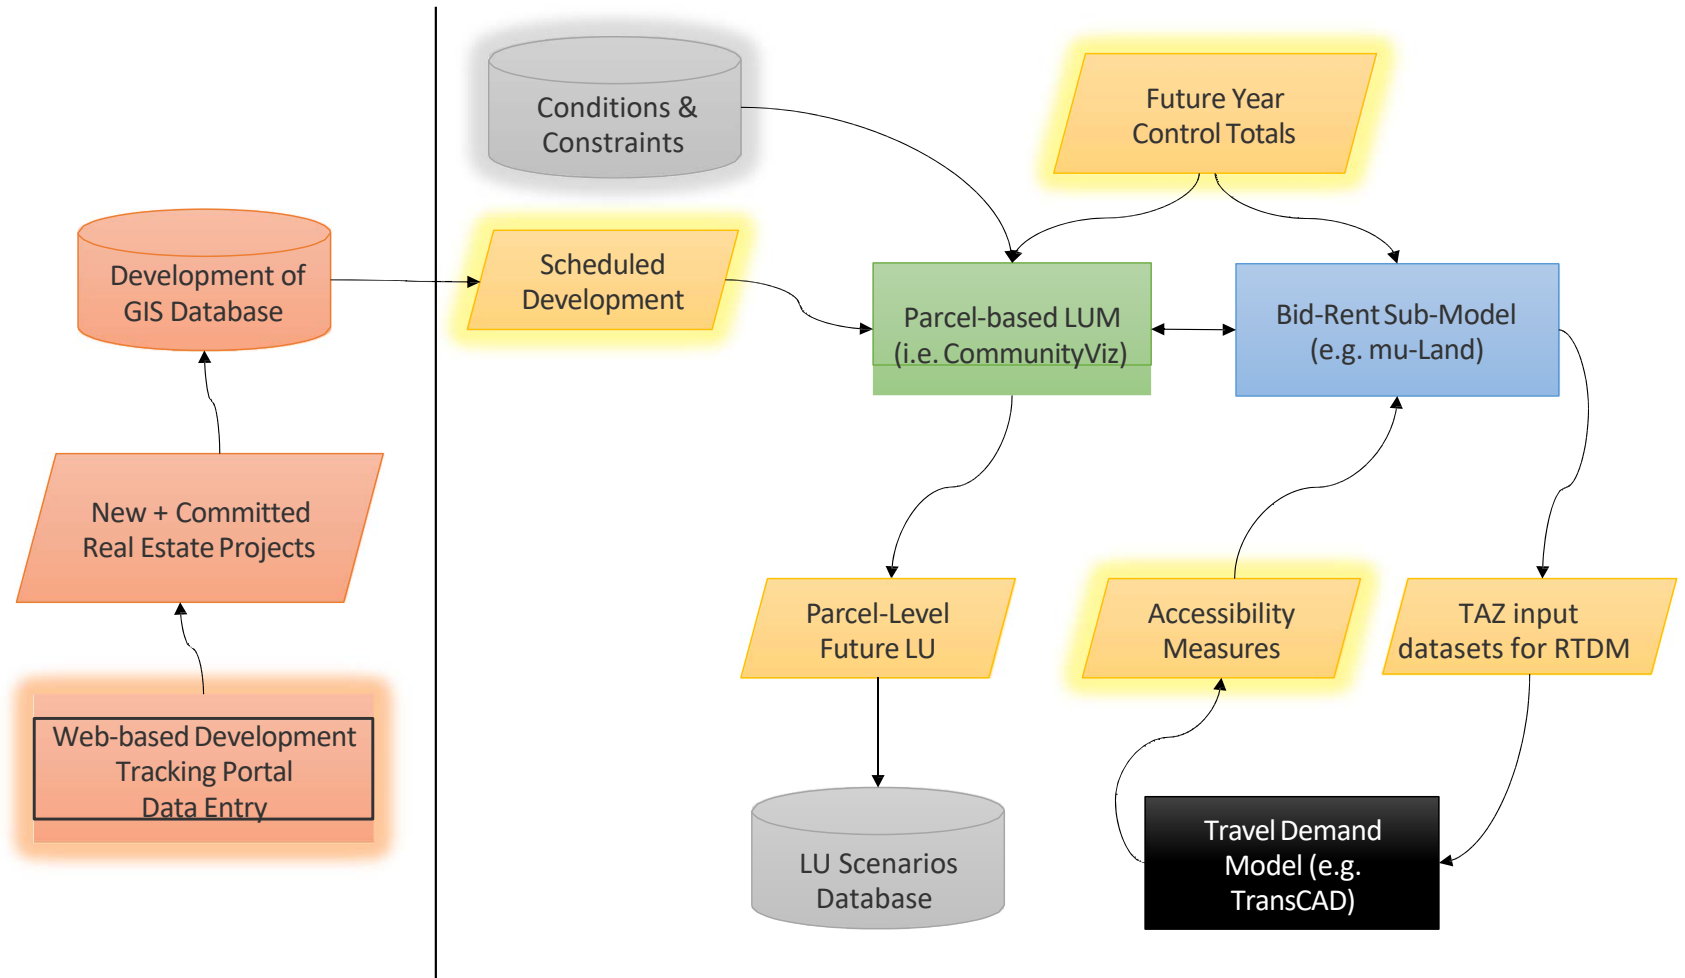 Conditions &
Constraints
Future Year
Control Totals
Development of
GIS Database
Scheduled
Development
Parcel-based LUM
(i.e. CommunityViz)
Bid-Rent Sub-Model
(e.g. mu-Land)
New + Committed
Real Estate Projects
Parcel-Level
Future LU
Accessibility
Measures
TAZ input
datasets for RTDM
Web-based Development
Tracking Portal
Data Entry
LU Scenarios
Database
Travel Demand
Model (e.g.
TransCAD)